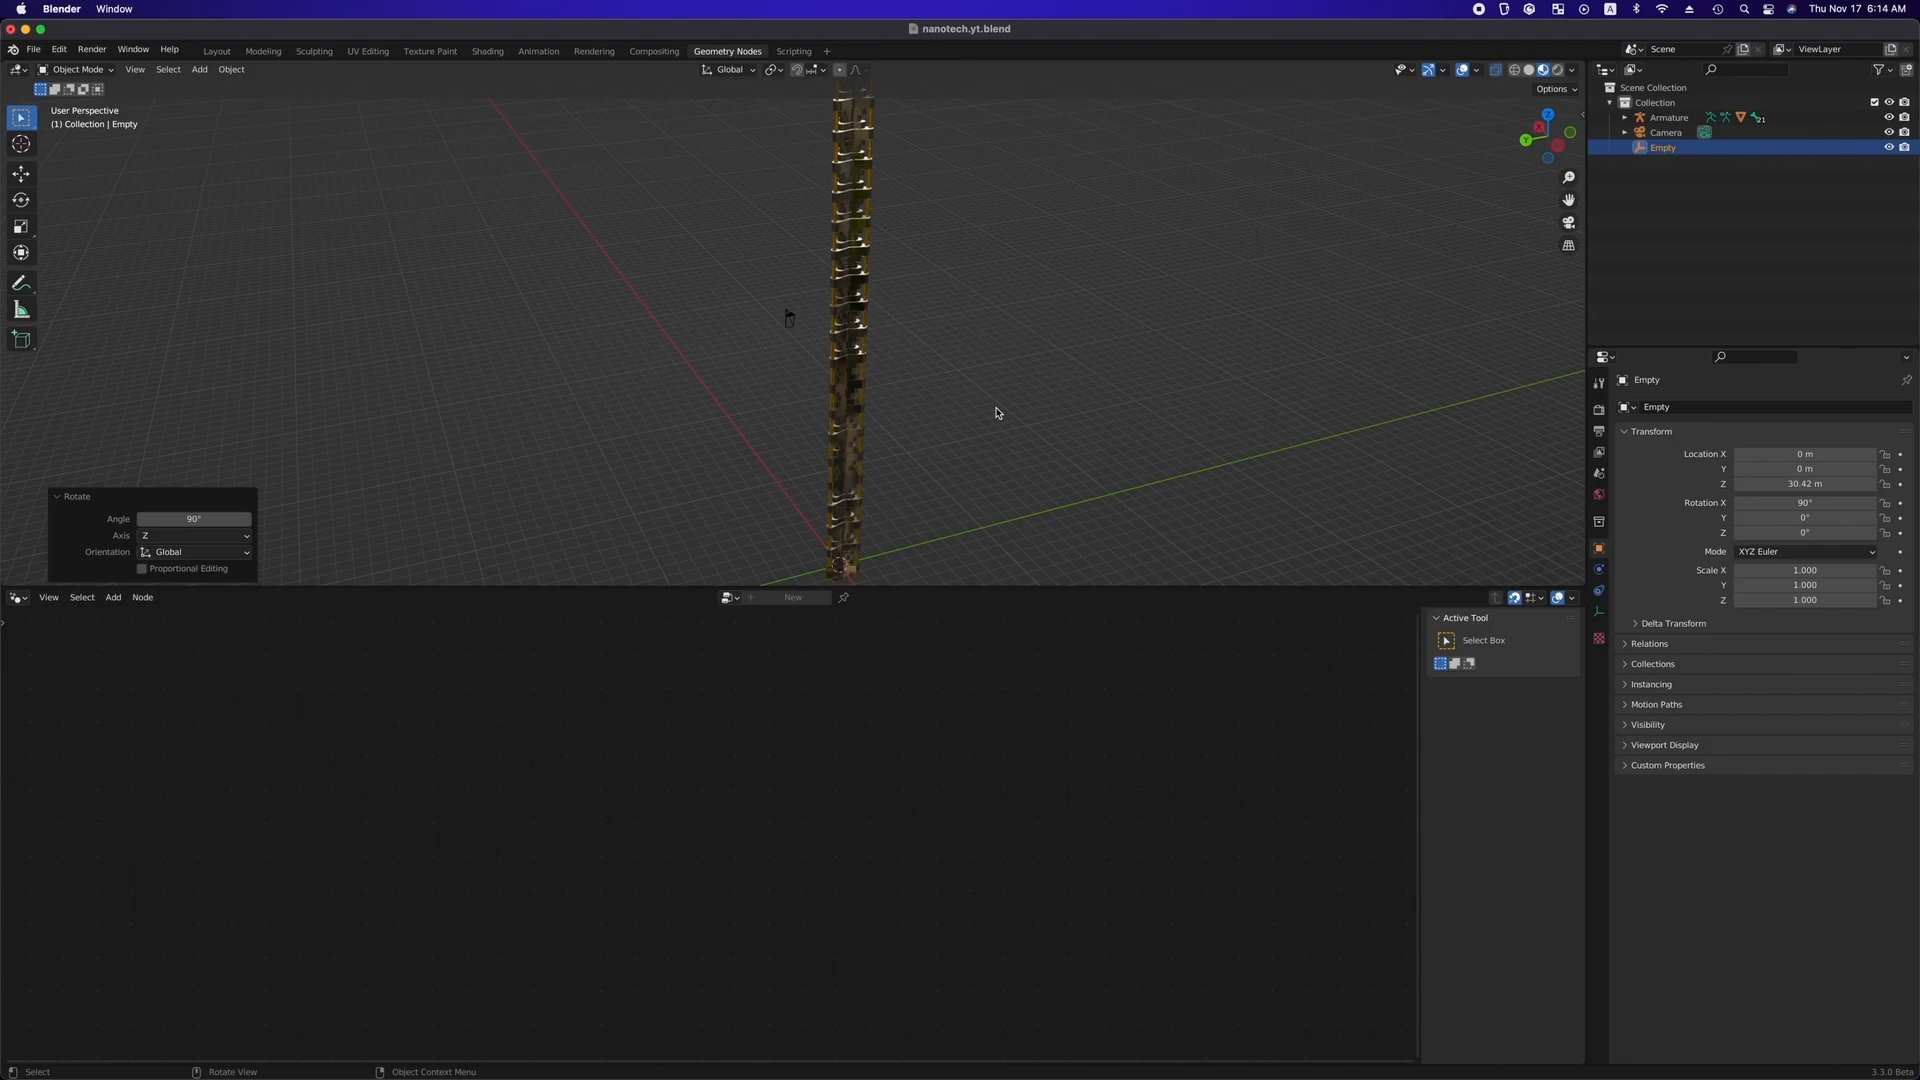 Blender Window Thu Nov 17 6:14 AM
nanotech.yt.blend
File Edit Render Window Help Layout Modeling Sculpting UV Editing Texture Paint Shading Animation Rendering Compositing Geometry Nodes Scripting + Scene ViewLayer
Object Mode View Select Add Object Global
Options
User Perspective
(1) Collection | Empty
Z
X
Y
Scene Collection
Collection
Armature 21
Camera
Empty
Rotate
Angle 90°
Axis Z
Orientation Global
Proportional Editing
Empty
Empty
Transform
Location X 0 m
Y 0 m
Z 30.42 m
Rotation X 90°
Y 0°
Z 0°
Mode XYZ Euler
Scale X 1.000
Y 1.000
Z 1.000
Delta Transform
Relations
Collections
Instancing
Motion Paths
Visibility
Viewport Display
Custom Properties
View Select Add Node + New
Active Tool
Select Box
Select Rotate View Object Context Menu 3.3.0 Beta